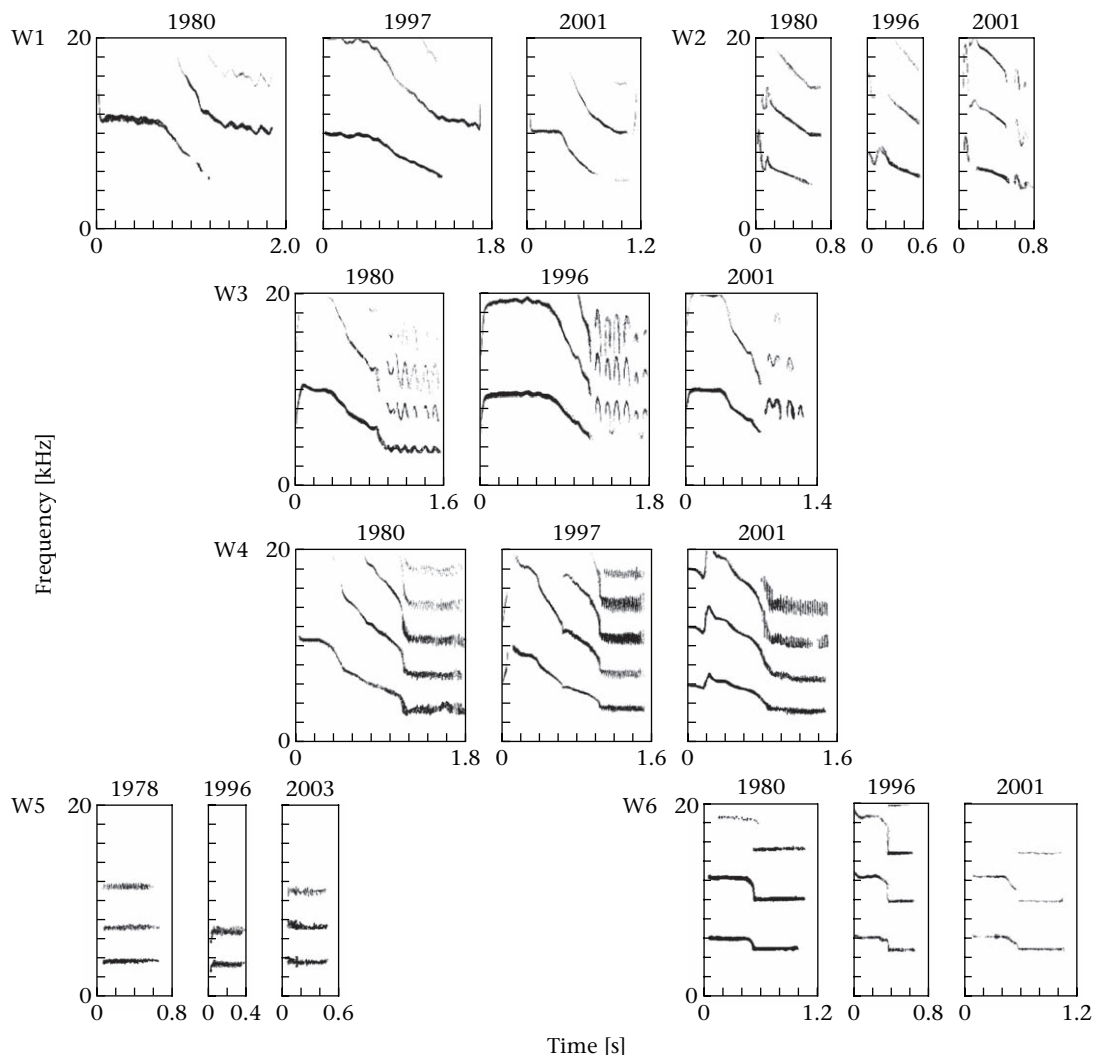 1980 1997 2001 1980 1996 2001
W1 20 W2 20
0 0
0 2.0 0 1.8 0 1.2 0 0.8 0 0.6 0 0.8
1980 1996 2001
W3 20
0
0 1.6 0 1.8 0 1.4
Frequency [kHz]
1980 1997 2001
W4 20
0
0 1.8 0 1.6 0 1.6
1978 1996 2003 1980 1996 2001
W5 20 W6 20
0 0
0 0.8 0 0.4 0 0.6 0 1.2 0 0.8 0 1.2
Time [s]